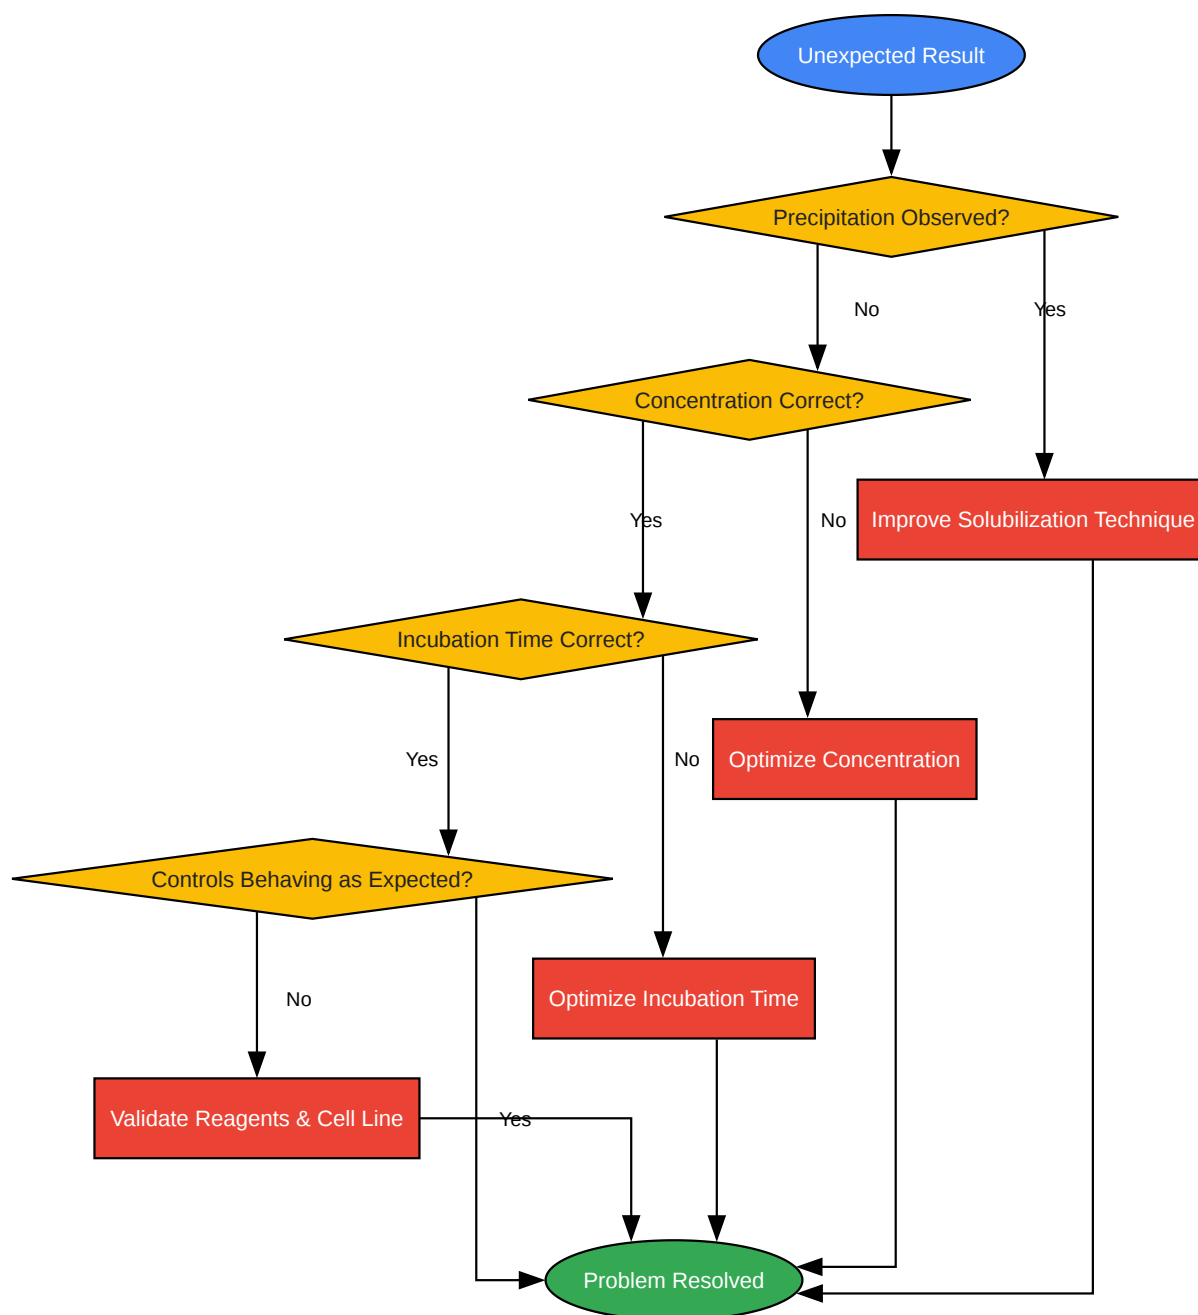 Unexpected Result
Precipitation Observed?
No
Yes
Concentration Correct?
Yes
No
Improve Solubilization Technique
Incubation Time Correct?
Yes
No
Optimize Concentration
Controls Behaving as Expected?
No
Optimize Incubation Time
Validate Reagents & Cell Line
Yes
Problem Resolved